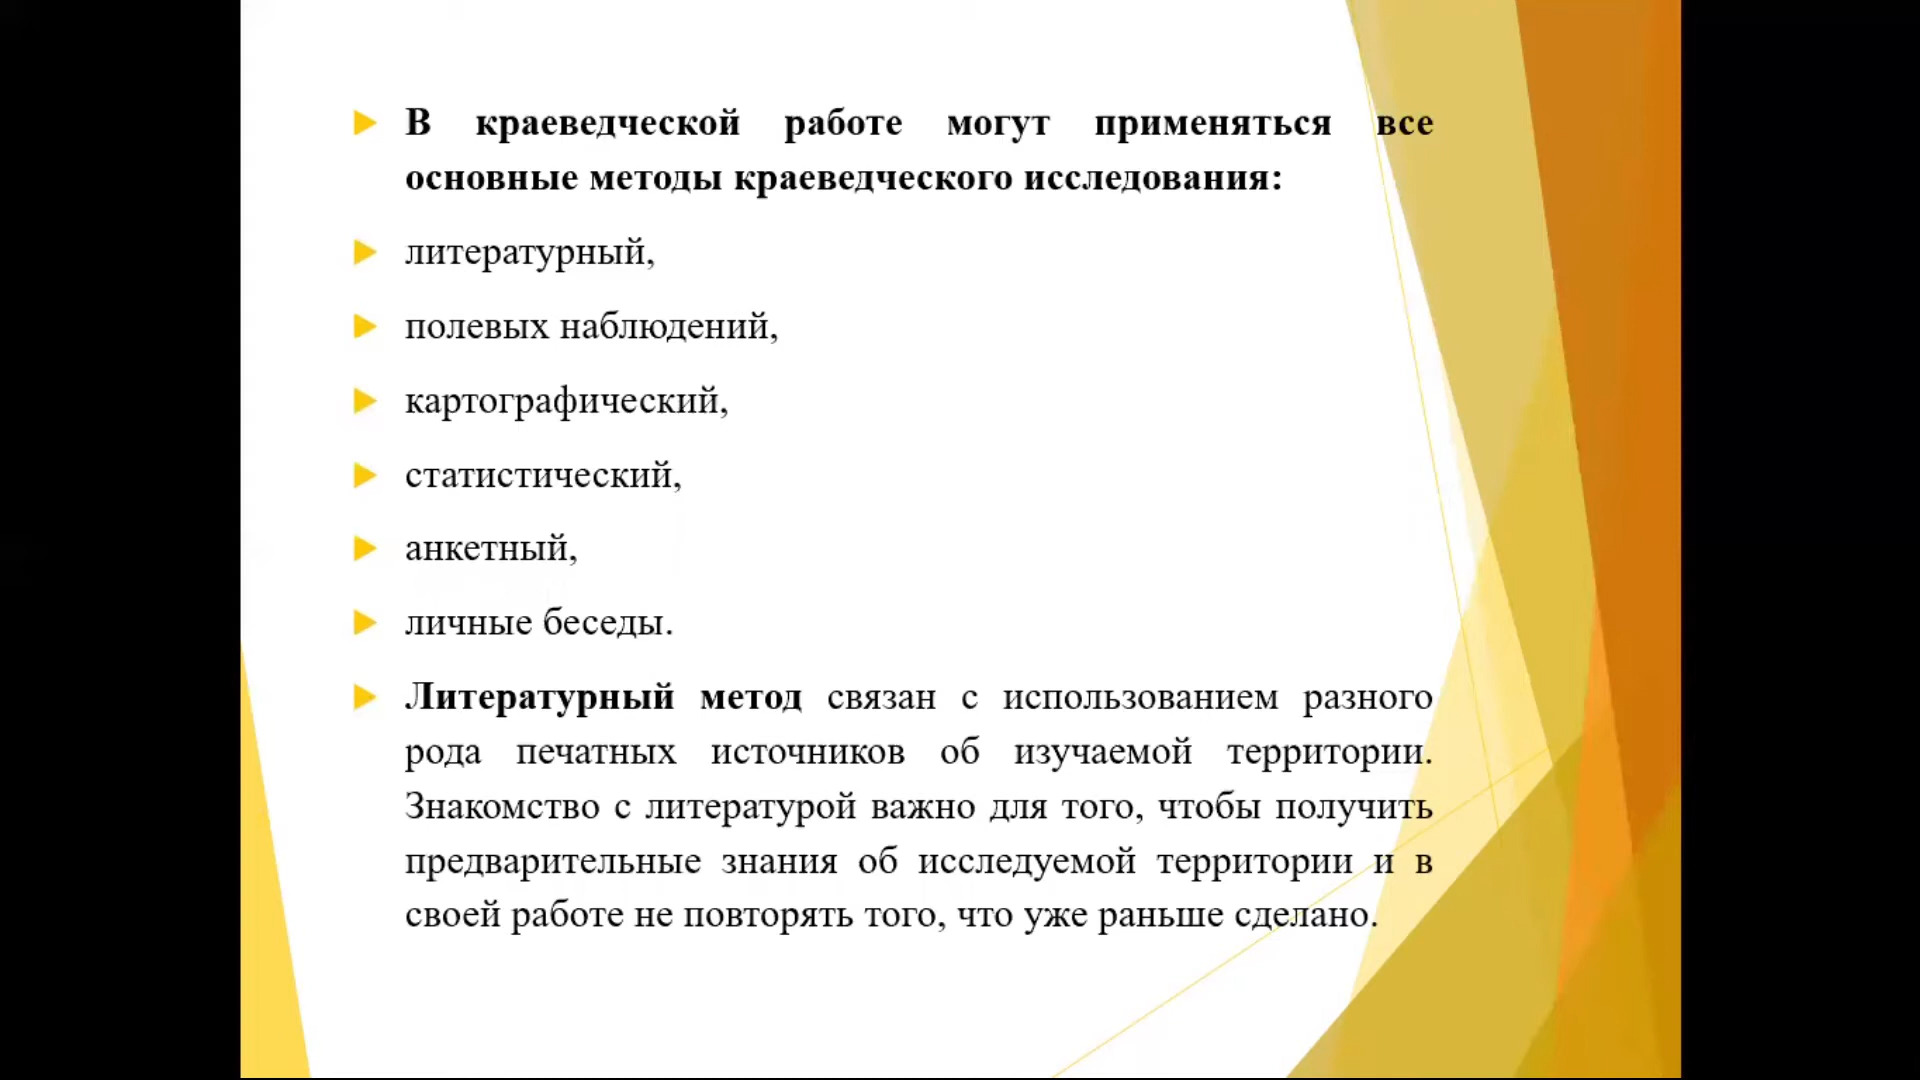 В краеведческой работе могут применяться все
основные методы краеведческого исследования:
литературный,
полевых наблюдений,
картографический,
статистический,
анкетный,
личные беседы.
Литературный метод связан с использованием разного
рода печатных источников об изучаемой территории.
Знакомство с литературой важно для того, чтобы получить
предварительные знания об исследуемой территории и в
своей работе не повторять того, что уже раньше сделано.